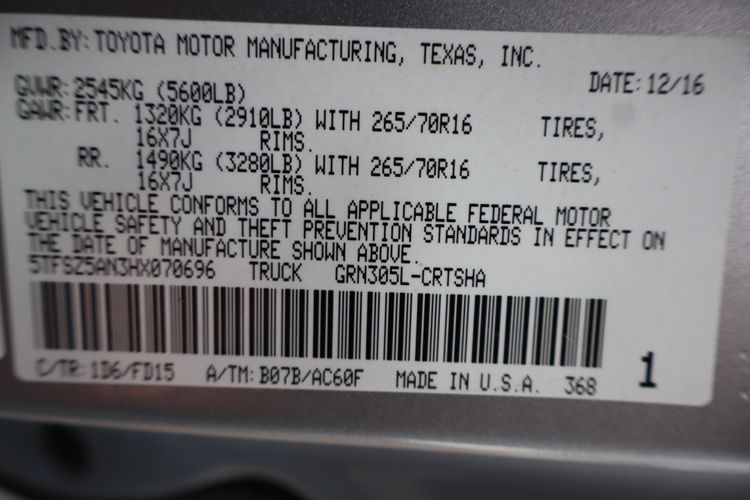 MFD.BY: TOYOTA MOTOR MANUFACTURING, TEXAS, INC.
DATE: 12/16
GVWR: 2545KG (5600LB)
GAWR: FRT. 1320KG (2910LB) WITH 265/70R16 TIRES,
16X7J RIMS.
RR. 1490KG (3280LB) WITH 265/70R16 TIRES,
16X7J RIMS.
THIS VEHICLE CONFORMS TO ALL APPLICABLE FEDERAL MOTOR
VEHICLE SAFETY AND THEFT PREVENTION STANDARDS IN EFFECT ON
THE DATE OF MANUFACTURE SHOWN ABOVE.
5TFSZ5AN3HX070696 TRUCK GRN305L-CRTSHA
C/TR: 1D6/FD15 A/TM: B07B/AC60F MADE IN U.S.A. 368 1